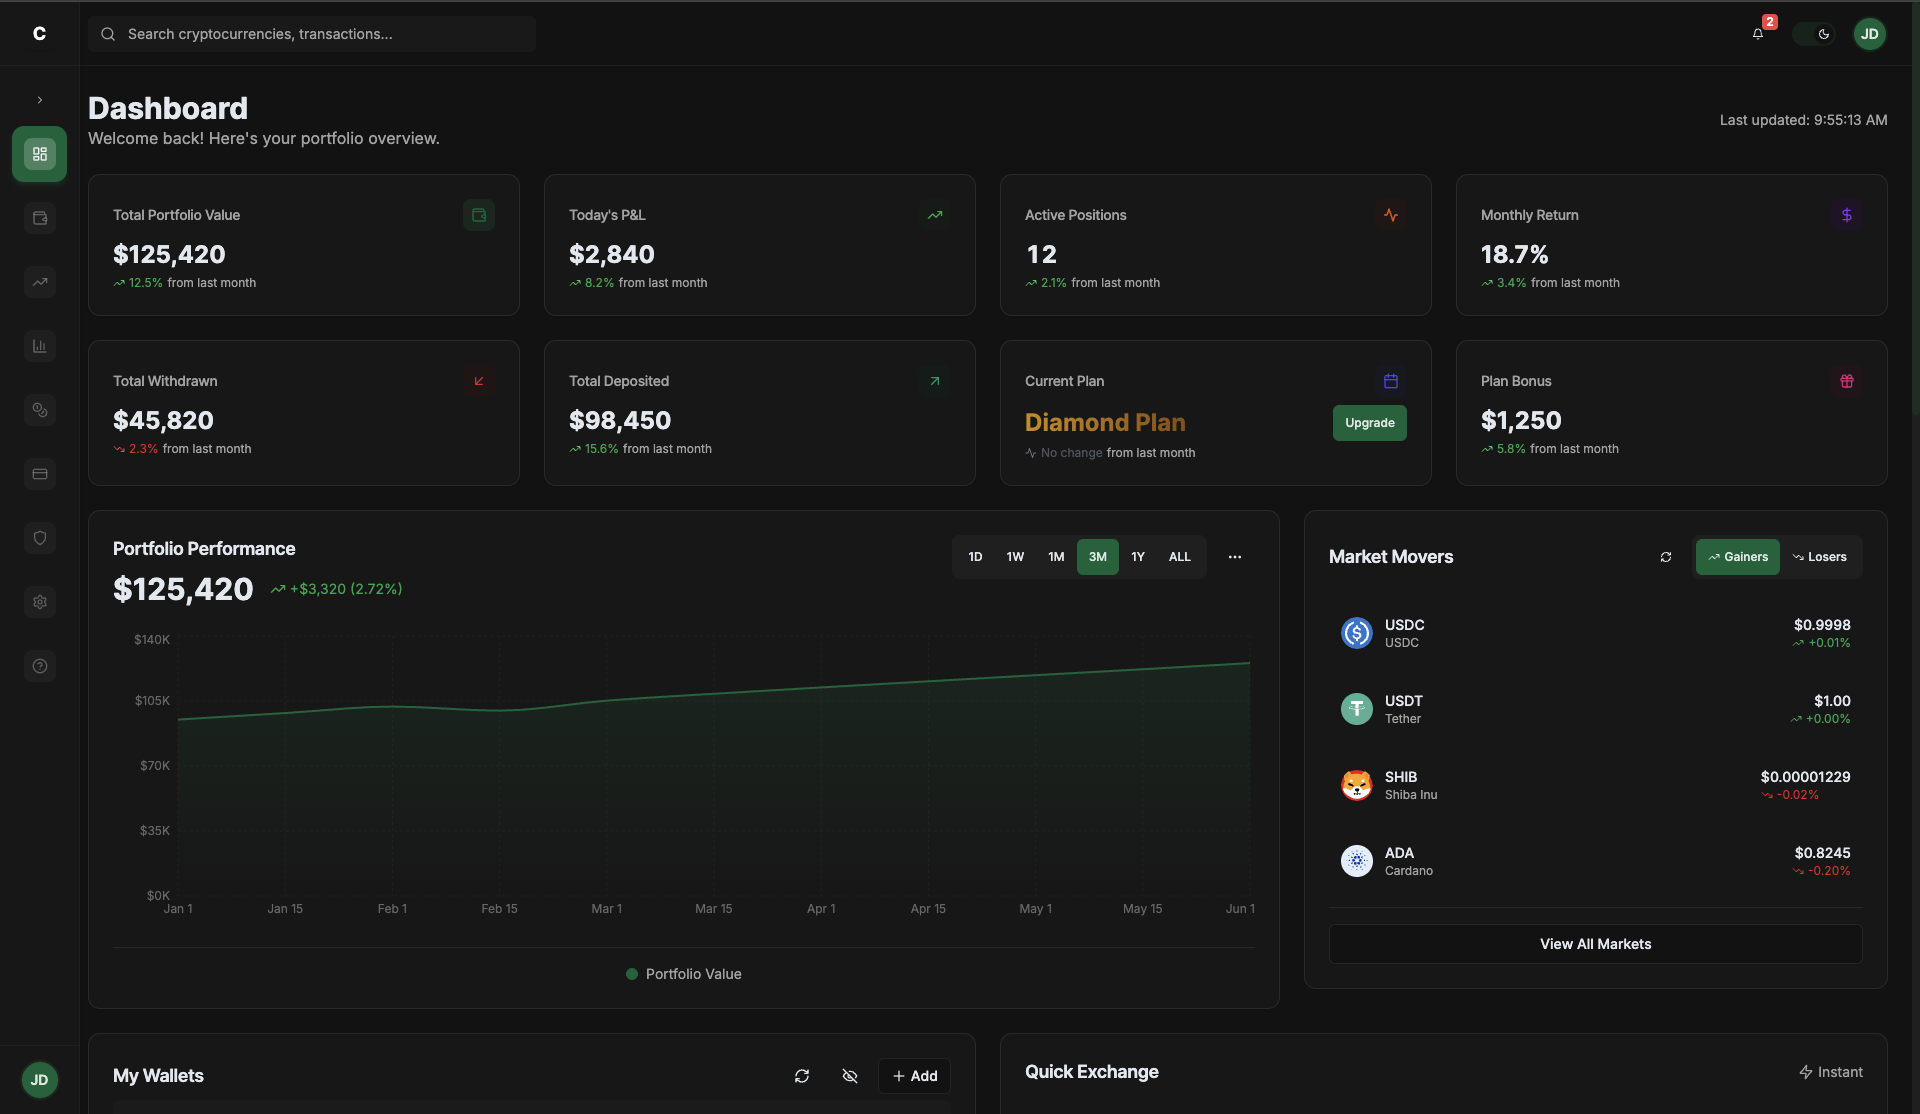 C
Search cryptocurrencies, transactions...
2
JD
Dashboard
Welcome back! Here's your portfolio overview.
Last updated: 9:55:13 AM
Total Portfolio Value
$125,420
12.5% from last month
Today's P&L
$2,840
8.2% from last month
Active Positions
12
2.1% from last month
Monthly Return
18.7%
3.4% from last month
Total Withdrawn
$45,820
2.3% from last month
Total Deposited
$98,450
15.6% from last month
Current Plan
Diamond Plan
Upgrade
No change from last month
Plan Bonus
$1,250
5.8% from last month
Portfolio Performance
1D 1W 1M 3M 1Y ALL
$125,420 +$3,320 (2.72%)
$140K
$105K
$70K
$35K
$0K
Jan 1 Jan 15 Feb 1 Feb 15 Mar 1 Mar 15 Apr 1 Apr 15 May 1 May 15 Jun 1
Portfolio Value
Market Movers
Gainers Losers
USDC $0.9998
USDC +0.01%
USDT $1.00
Tether +0.00%
SHIB $0.00001229
Shiba Inu -0.02%
ADA $0.8245
Cardano -0.20%
View All Markets
My Wallets
Add
Quick Exchange
Instant
JD